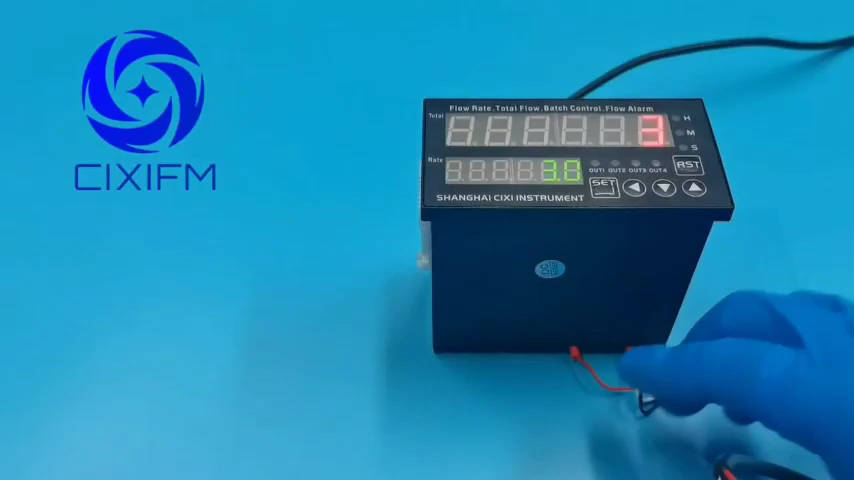 CIXIFM
Flow Rate. Total Flow. Batch Control. Flow Alarm
Total
3
H
M
S
Rate
3.0
OUT1 OUT2 OUT3 OUT4
RST
SET
SHANGHAI CIXI INSTRUMENT